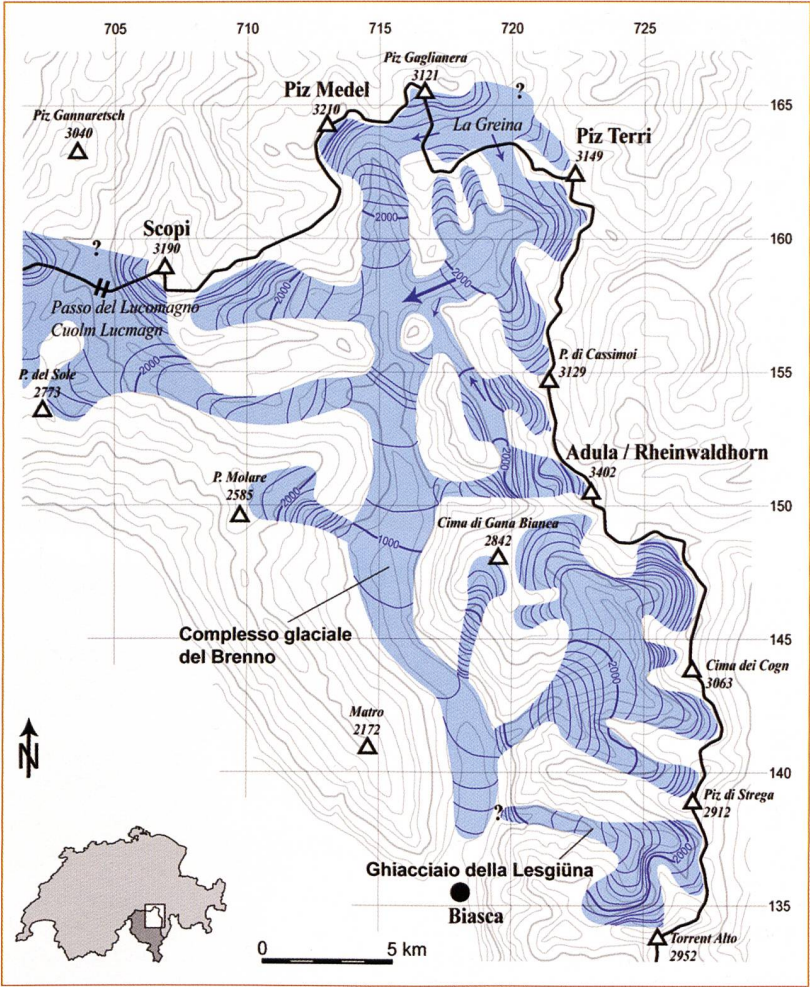 705
710
715
720
725
Piz Gaglianera
3121
Piz Medel
3210
?
165
Piz Gannaretsch
3040
La Greina
Piz Terri
3149
2000
Scopi
3190
160
?
2000
2000
Passo del Lucomagno
Cuolm Lucmagn
P. di Cassimoi
3129
155
P. del Sole
2773
2000
Adula / Rheinwaldhorn
3402
2000
P. Molare
2585
2000
150
Cima di Gana Bianca
2842
1000
Complesso glaciale
del Brenno
145
2000
Cima dei Cogn
3063
Matro
2172
N
140
Piz di Strega
2912
?
2000
Ghiacciaio della Lesgiüna
Biasca
135
Torrent Alto
2952
0
5 km